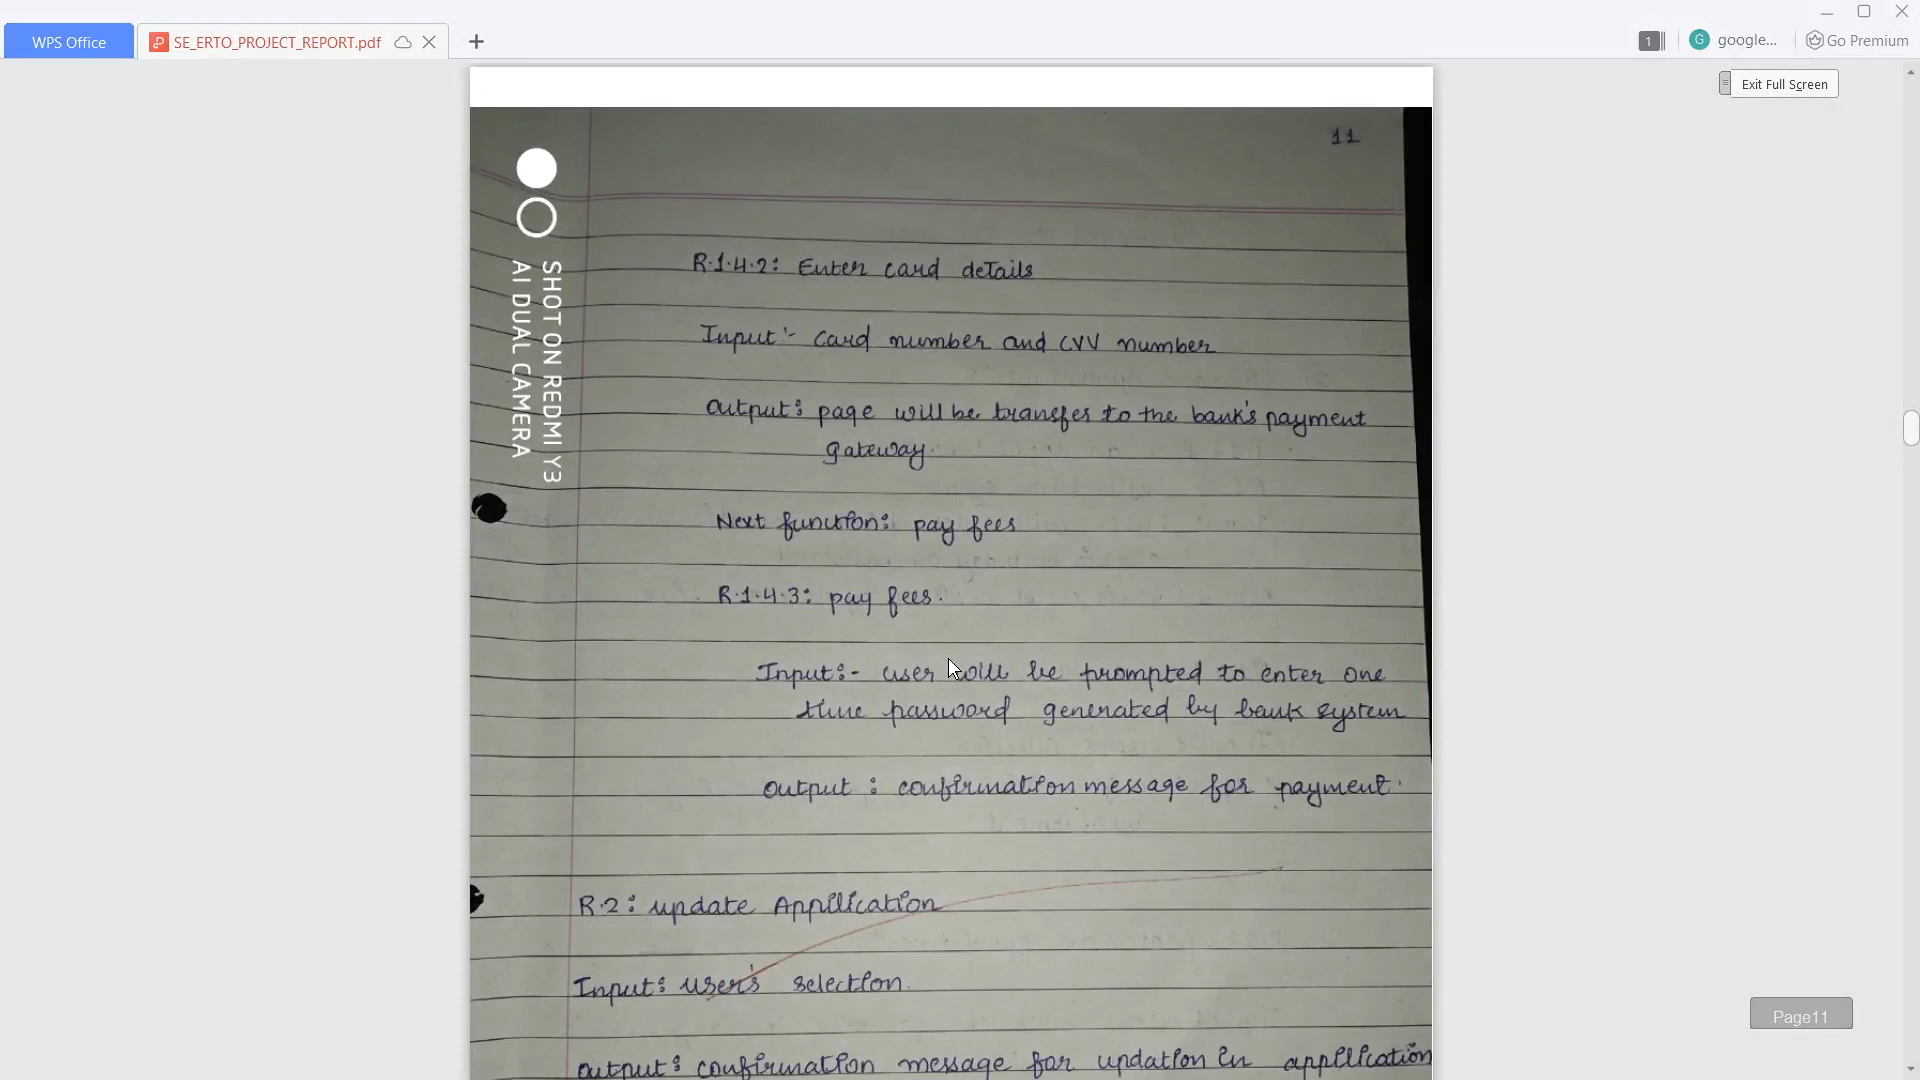 WPS Office
SE_ERTO_PROJECT_REPORT.pdf
1
G
google...
Go Premium
Exit Full Screen
11
SHOT ON REDMI Y3
AI DUAL CAMERA
R.1.4.2: Enter card details
Input:- Card number and CVV number
Output: page will be transfer to the bank's payment
gateway.
Next function: pay fees
R.1.4.3: pay fees.
Input:- user will be prompted to enter one
time password generated by bank system
Output: confirmation message for payment.
R.2: update Appilication
Input: user's selection.
Output: confirmation message for updation in appilication
Page11